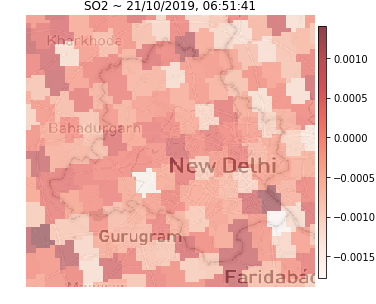 SO2 ~ 21/10/2019, 06:51:41
Kharkhoda
0.0010
0.0005
Bahadurgarh
0.0000
New Delhi
−0.0005
Gurugram
−0.0010
Faridabad
−0.0015